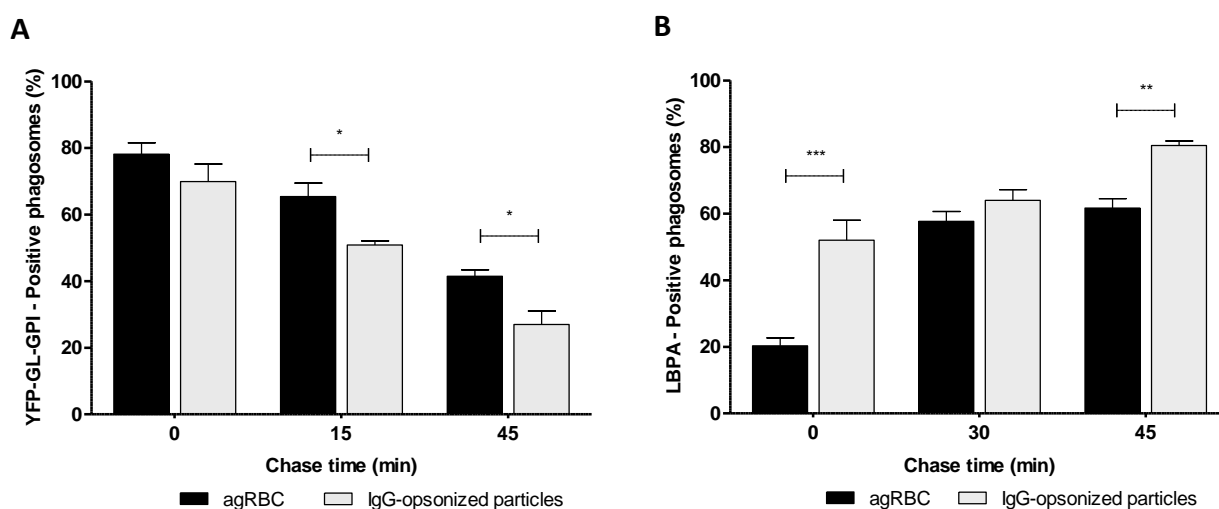 A
YFP-GL-GPI - Positive phagosomes (%)
100
80
60
40
20
0
*
*
0 15 45
Chase time (min)
agRBC IgG-opsonized particles
B
LBPA - Positive phagosomes (%)
100
80
60
40
20
0
***
**
0 30 45
Chase time (min)
agRBC IgG-opsonized particles